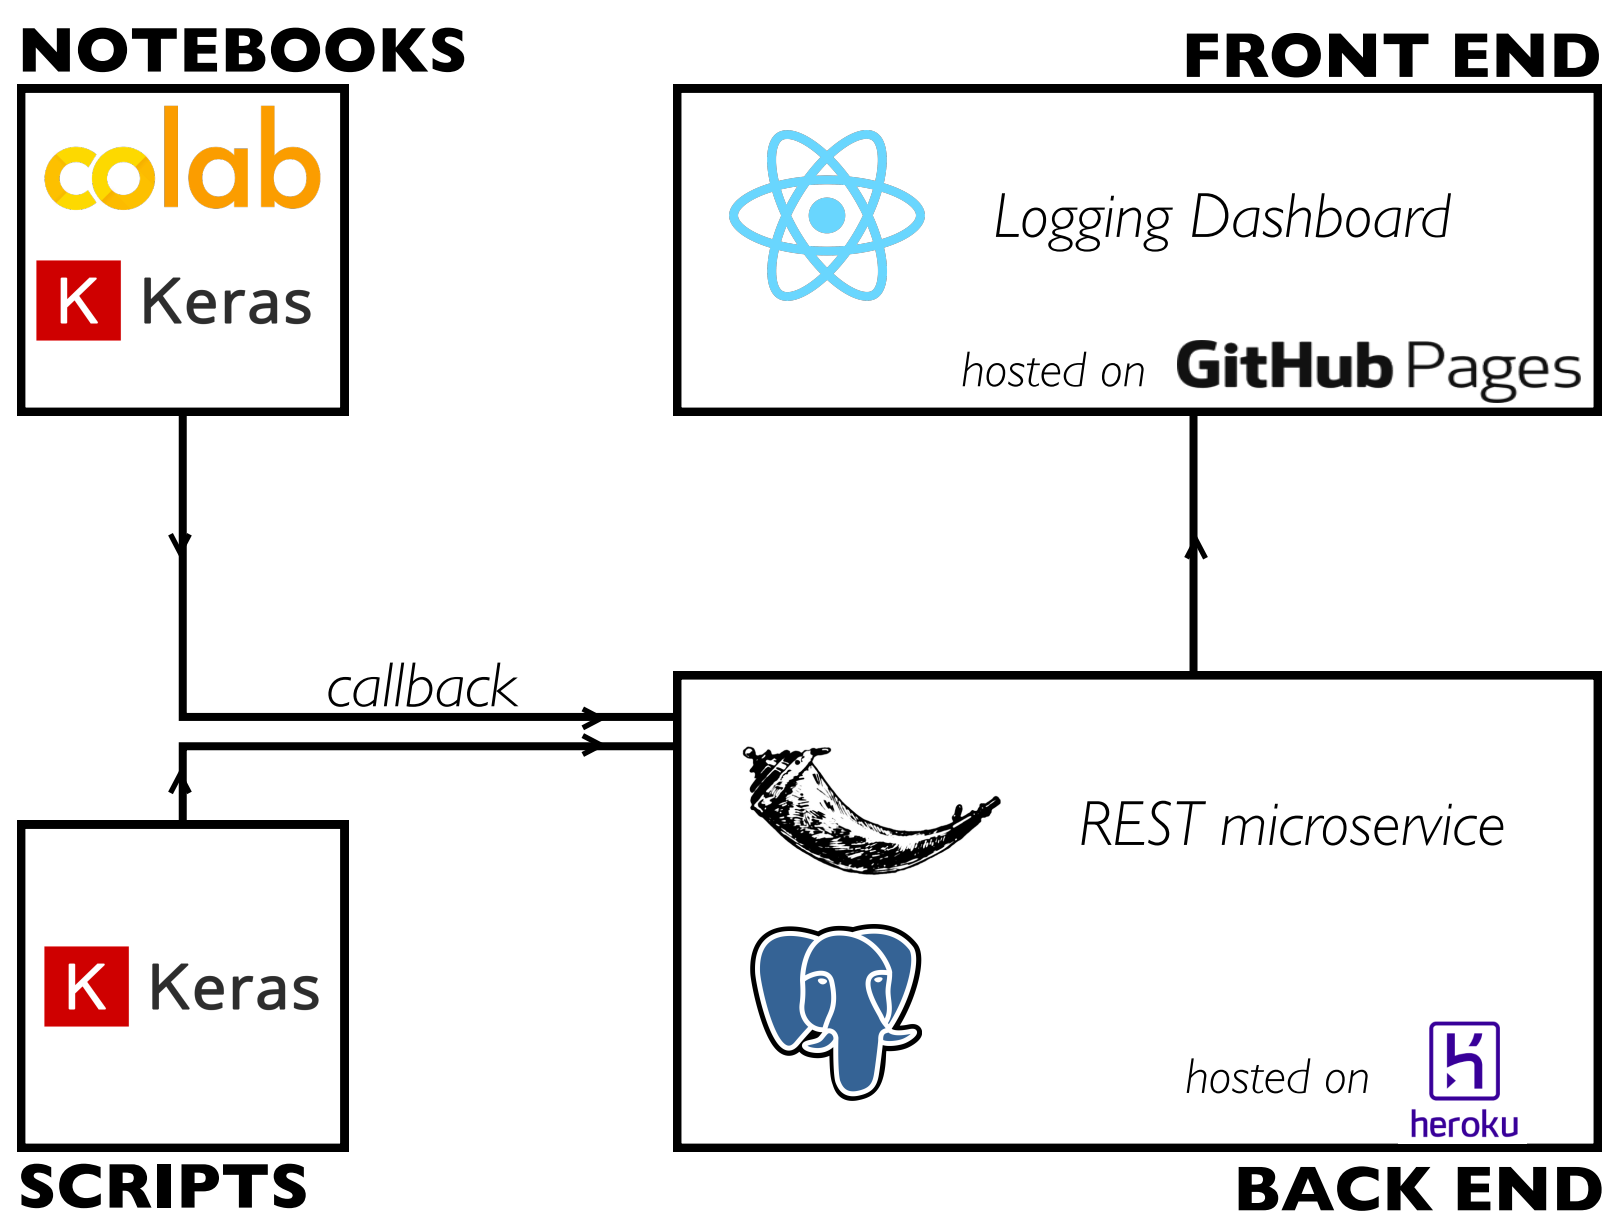 NOTEBOOKS
colab
K Keras
FRONT END
Logging Dashboard
hosted on GitHub Pages
callback
K Keras
SCRIPTS
REST microservice
hosted on
heroku
BACK END